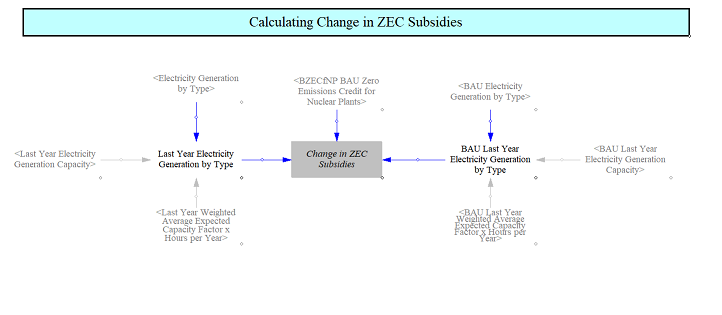 Calculating Change in ZEC Subsidies
<Electricity Generation
by Type>
<BZECfNP BAU Zero
Emissions Credit for
Nuclear Plants>
<BAU Electricity
Generation by Type>
<Last Year Electricity
Generation Capacity>
Last Year Electricity
Generation by Type
Change in ZEC
Subsidies
BAU Last Year
Electricity Generation
by Type
<BAU Last Year
Electricity Generation
Capacity>
<Last Year Weighted
Average Expected
Capacity Factor x
Hours per Year>
<BAU Last Year
Weighted Average
Expected Capacity
Factor x Hours per
Year>